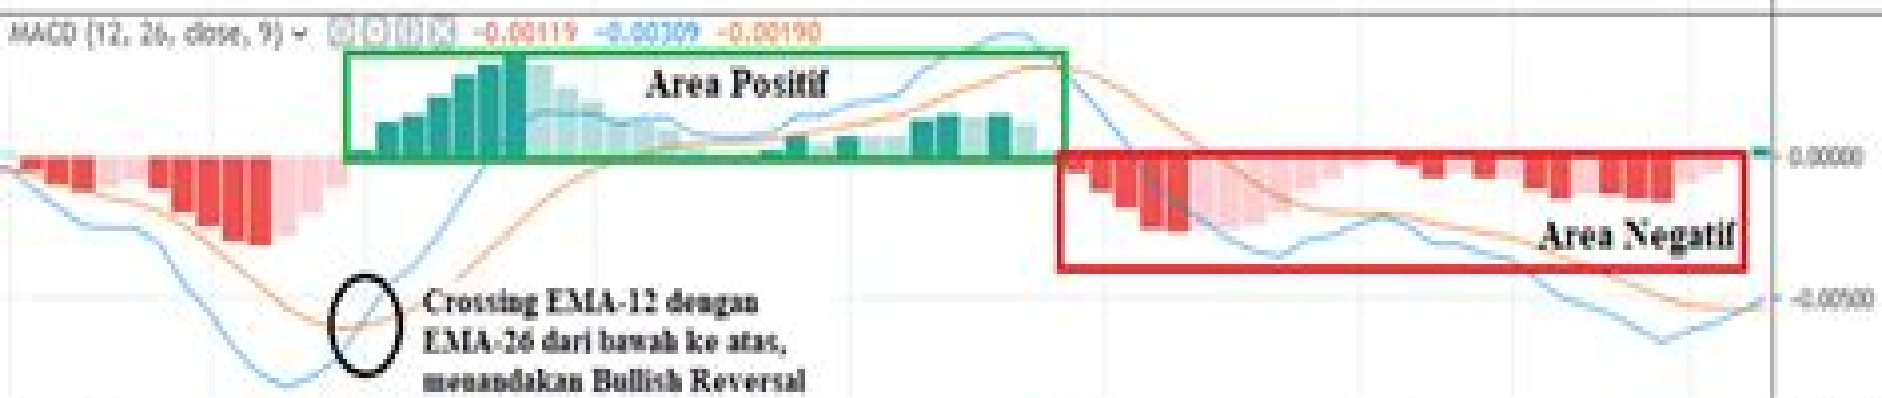 MACD (12, 26, close, 9) -0.00119 -0.00309 -0.00190
Area Positif
0.00000
Area Negatif
-0.00500
Crossing EMA-12 dengan
EMA-26 dari bawah ke atas,
menandakan Bullish Reversal